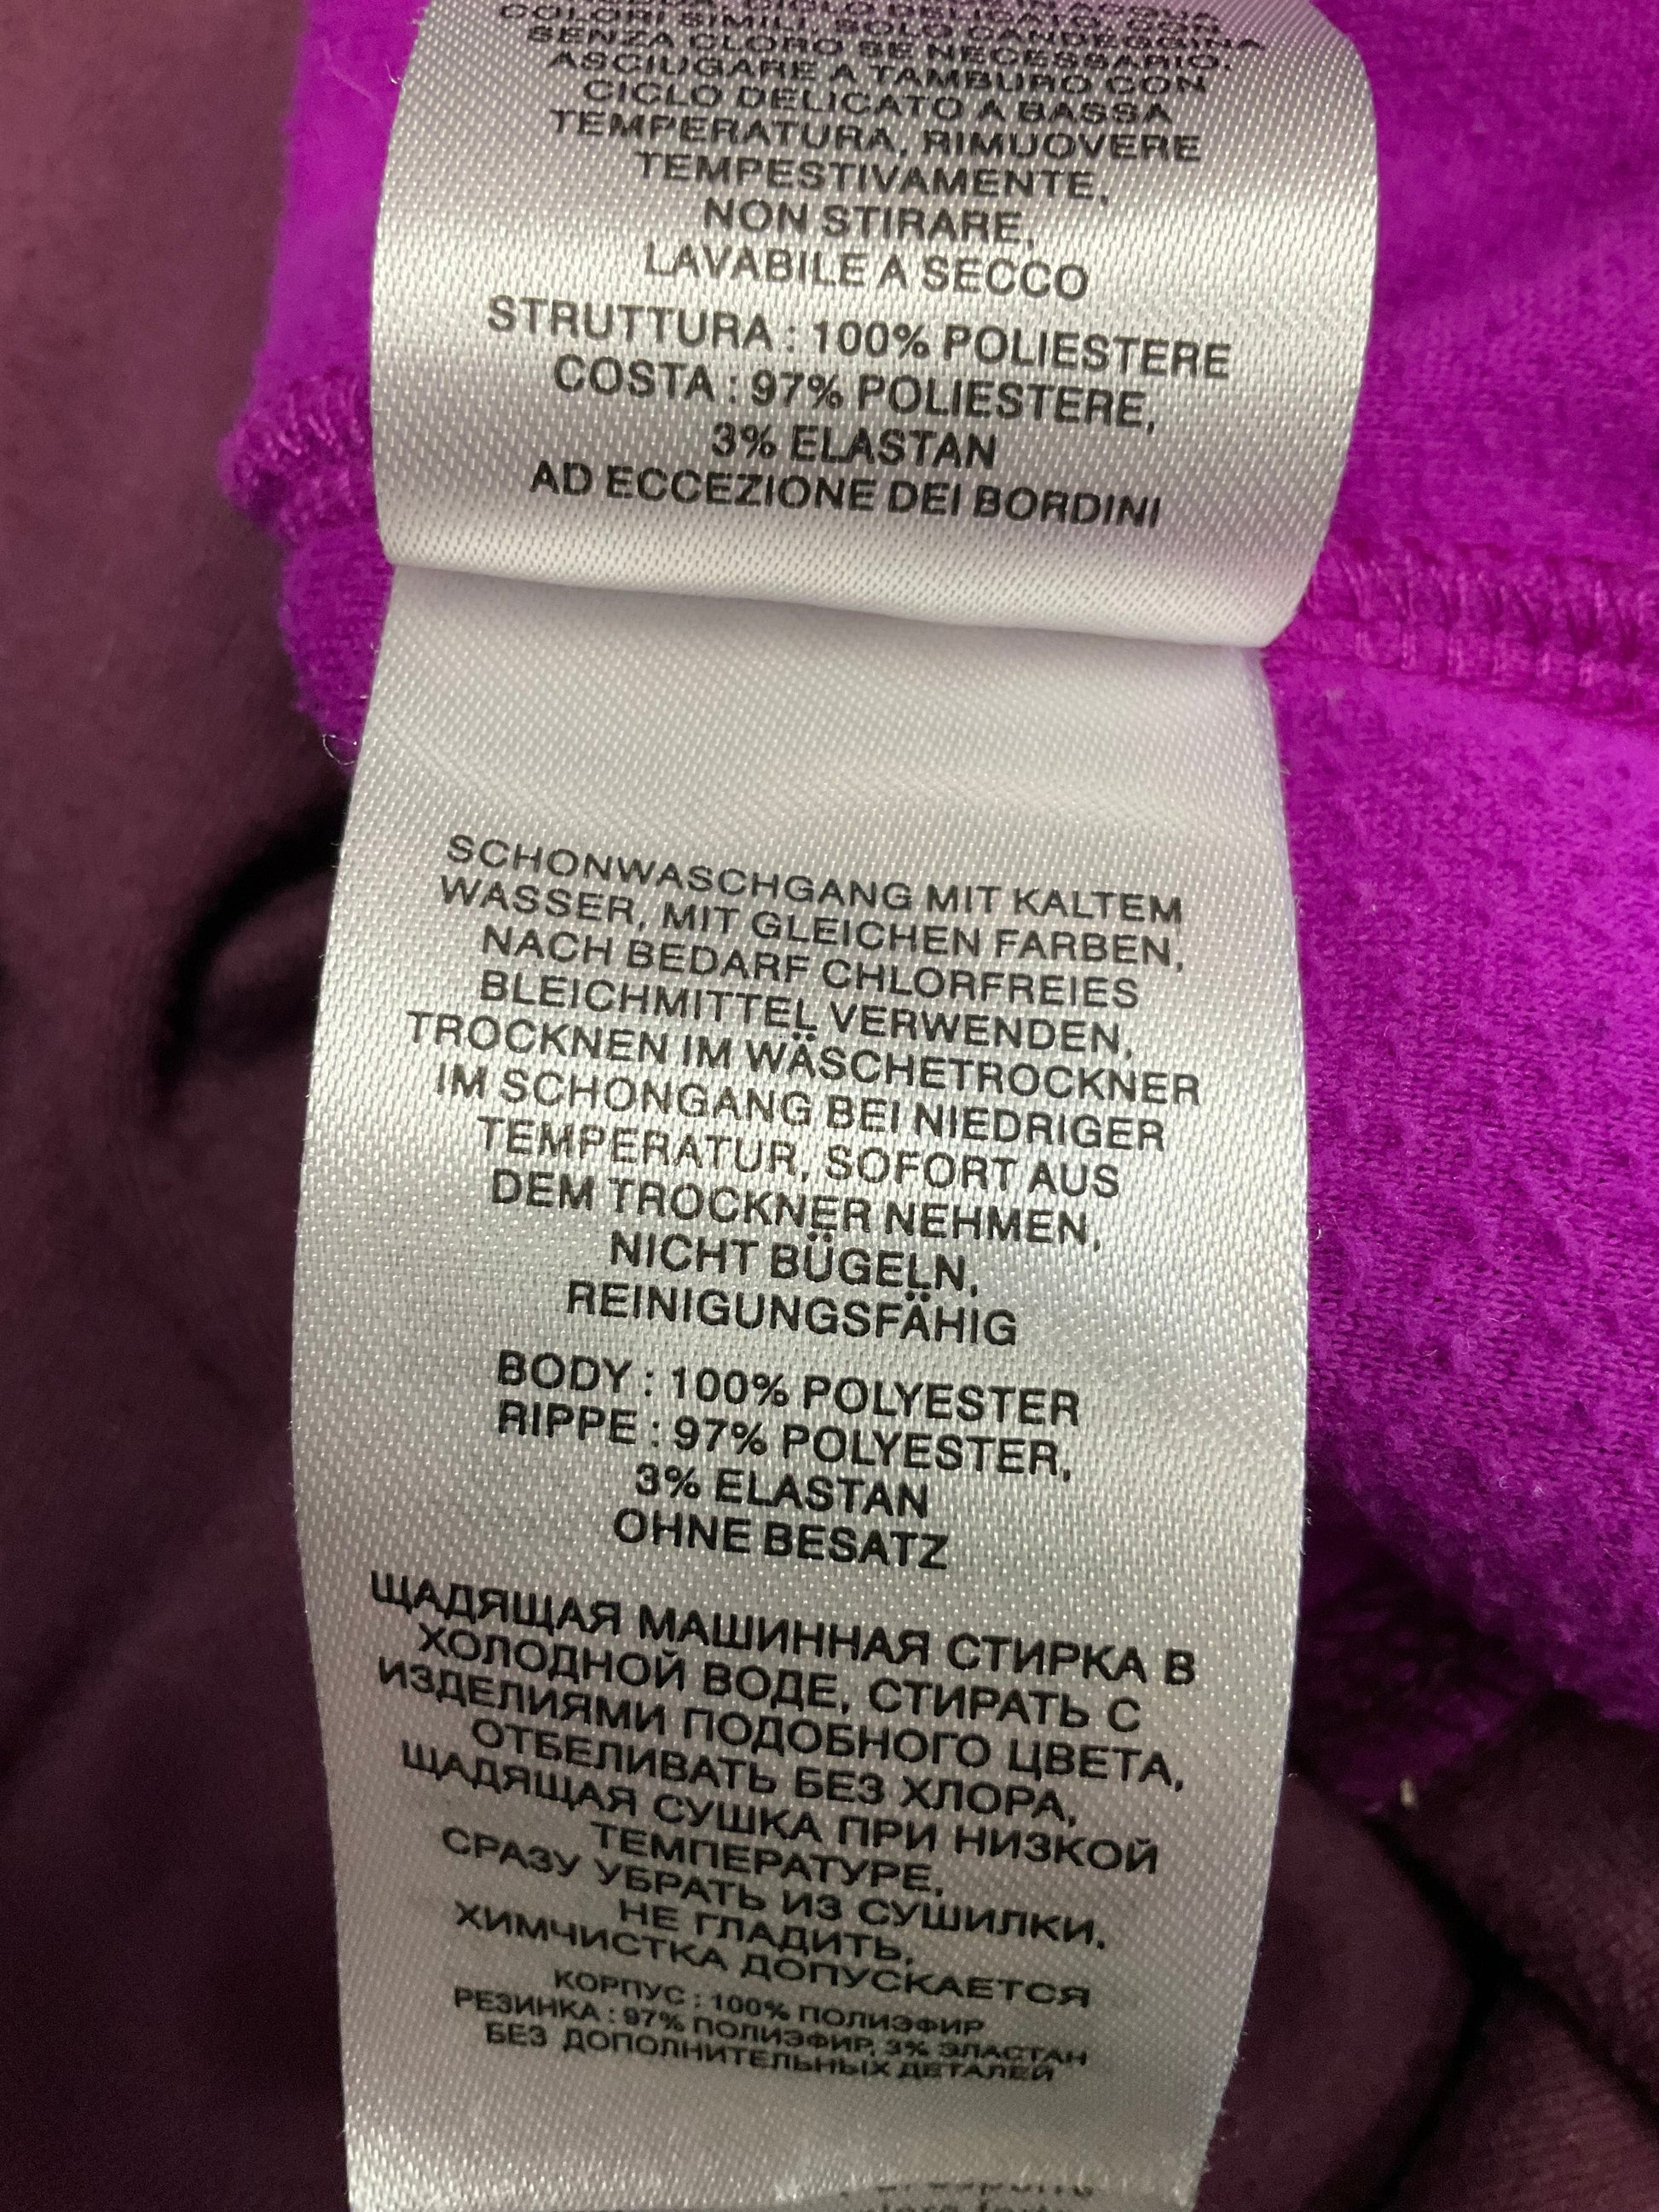 CICLO DELICATO, CON
COLORI SIMILI, SOLO CANDEGGINA
SENZA CLORO SE NECESSARIO,
ASCIUGARE A TAMBURO CON
CICLO DELICATO A BASSA
TEMPERATURA, RIMUOVERE
TEMPESTIVAMENTE,
NON STIRARE,
LAVABILE A SECCO
STRUTTURA : 100% POLIESTERE
COSTA : 97% POLIESTERE,
3% ELASTAN
AD ECCEZIONE DEI BORDINI
SCHONWASCHGANG MIT KALTEM
WASSER, MIT GLEICHEN FARBEN,
NACH BEDARF CHLORFREIES
BLEICHMITTEL VERWENDEN,
TROCKNEN IM WÄSCHETROCKNER
IM SCHONGANG BEI NIEDRIGER
TEMPERATUR, SOFORT AUS
DEM TROCKNER NEHMEN,
NICHT BÜGELN,
REINIGUNGSFÄHIG
BODY : 100% POLYESTER
RIPPE : 97% POLYESTER,
3% ELASTAN
OHNE BESATZ
ЩАДЯЩАЯ МАШИННАЯ СТИРКА В
ХОЛОДНОЙ ВОДЕ, СТИРАТЬ С
ИЗДЕЛИЯМИ ПОДОБНОГО ЦВЕТА,
ОТБЕЛИВАТЬ БЕЗ ХЛОРА,
ЩАДЯЩАЯ СУШКА ПРИ НИЗКОЙ
ТЕМПЕРАТУРЕ,
СРАЗУ УБРАТЬ ИЗ СУШИЛКИ,
НЕ ГЛАДИТЬ,
ХИМЧИСТКА ДОПУСКАЕТСЯ
КОРПУС : 100% ПОЛИЭФИР
РЕЗИНКА : 97% ПОЛИЭФИР, 3% ЭЛАСТАН
БЕЗ ДОПОЛНИТЕЛЬНЫХ ДЕТАЛЕЙ